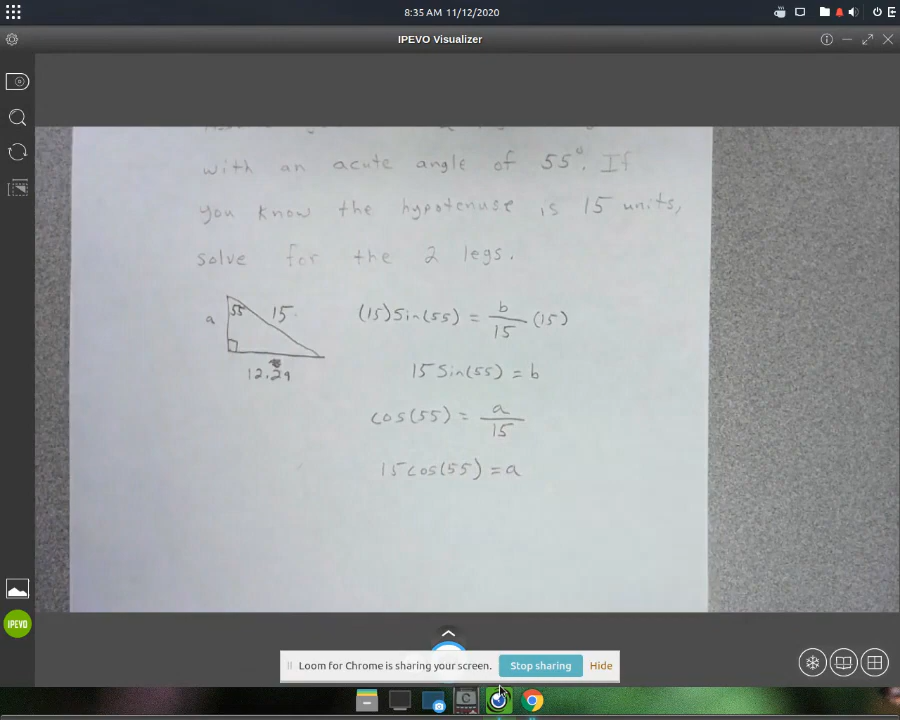 8:35 AM 11/12/2020
IPEVO Visualizer
with an acute angle of 55°. If
you know the hypotenuse is 15 units,
solve for the 2 legs.
55 15
a
12.29
(15)Sin(55) = b/15 (15)
15 Sin(55) = b
cos(55) = a/15
15cos(55) = a
IPEVO
Loom for Chrome is sharing your screen. Stop sharing Hide
C